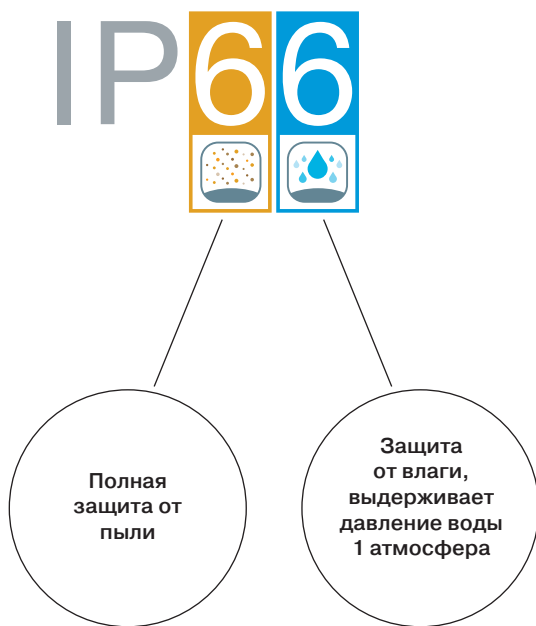 IP66
Полная
защита от
пыли
Защита
от влаги,
выдерживает
давление воды
1 атмосфера